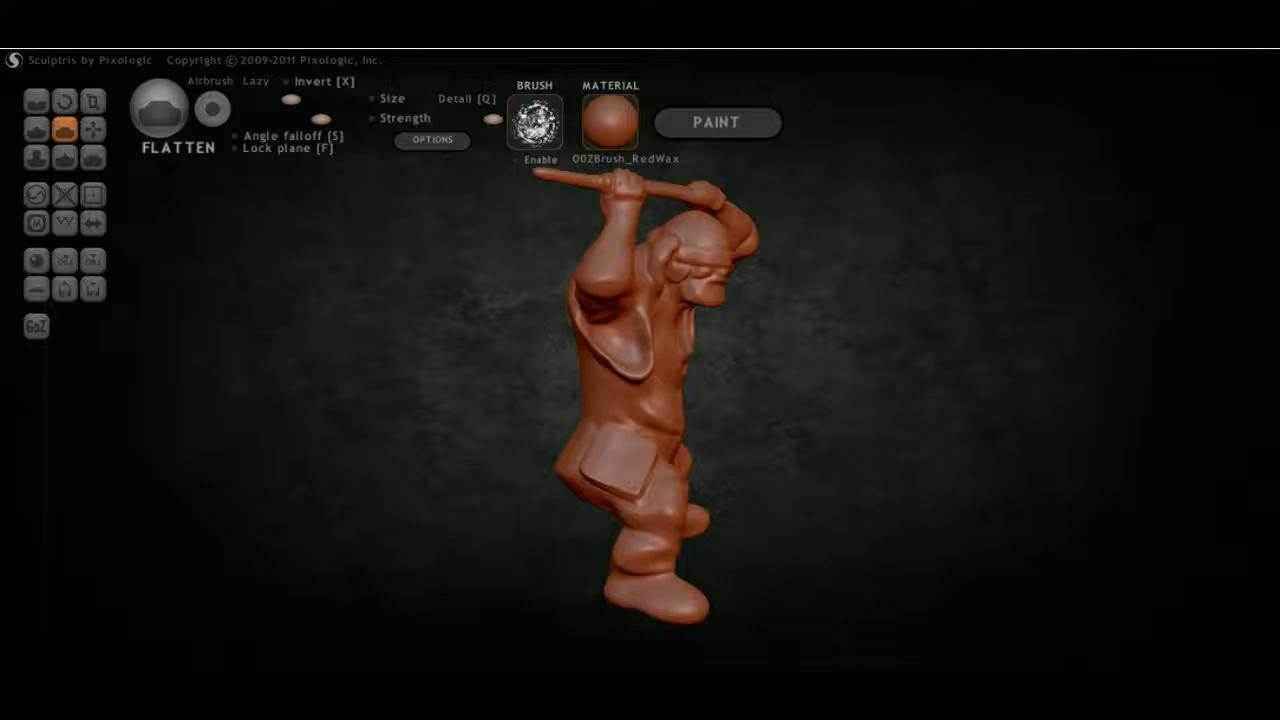 Sculptris by Pixologic Copyright © 2009-2011 Pixologic, Inc.
Airbrush Lazy Invert [X]
BRUSH MATERIAL
Size Detail [Q]
Strength
PAINT
Angle falloff [S]
OPTIONS
FLATTEN
Lock plane [F]
Enable 00ZBrush_RedWax
GoZ